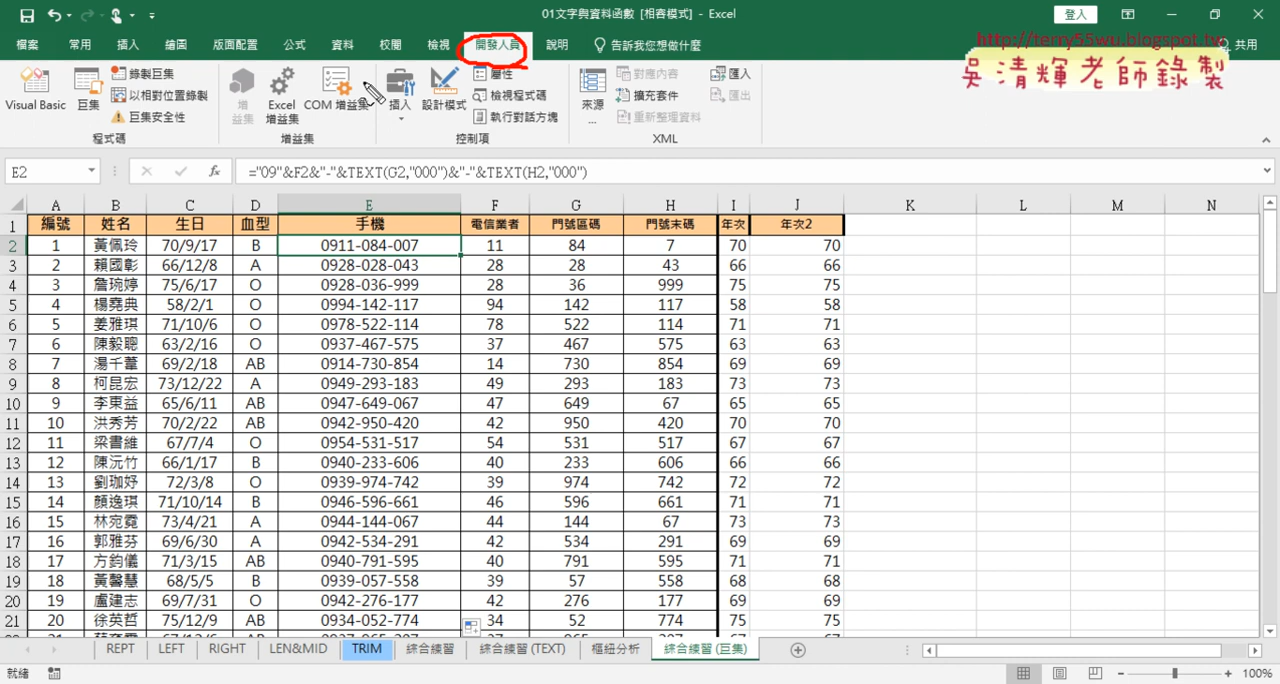 01文字與資料函數 [相容模式] - Excel
登入
檔案 常用 插入 繪圖 版面配置 公式 資料 校閱 檢視 開發人員 說明 告訴我您想做什麼 共用
http://terry55wu.blogspot.tw
吳清輝老師錄製
Visual Basic 巨集 錄製巨集 以相對位置錄製 巨集安全性 程式碼
增益集 Excel 增益集 COM 增益集 增益集
插入 設計模式 屬性 檢視程式碼 執行對話方塊 控制項
來源... 對應內容 擴充套件 重新整理資料 匯入 匯出 XML
E2 fx ="09"&F2&"-"&TEXT(G2,"000")&"-"&TEXT(H2,"000")
A B C D E F G H I J K L M N
1 編號 姓名 生日 血型 手機 電信業者 門號區碼 門號末碼 年次 年次2
2 1 黃佩玲 70/9/17 B 0911-084-007 11 84 7 70 70
3 2 賴國彰 66/12/8 A 0928-028-043 28 28 43 66 66
4 3 詹琬婷 75/6/17 O 0928-036-999 28 36 999 75 75
5 4 楊堯典 58/2/1 O 0994-142-117 94 142 117 58 58
6 5 姜雅琪 71/10/6 O 0978-522-114 78 522 114 71 71
7 6 陳毅聰 63/2/16 O 0937-467-575 37 467 575 63 63
8 7 湯千葦 69/2/18 AB 0914-730-854 14 730 854 69 69
9 8 柯昆宏 73/12/22 A 0949-293-183 49 293 183 73 73
10 9 李東益 65/6/11 AB 0947-649-067 47 649 67 65 65
11 10 洪秀芳 70/2/22 AB 0942-950-420 42 950 420 70 70
12 11 梁書維 67/7/4 O 0954-531-517 54 531 517 67 67
13 12 陳沅竹 66/1/17 B 0940-233-606 40 233 606 66 66
14 13 劉珈妤 72/3/8 O 0939-974-742 39 974 742 72 72
15 14 顏逸琪 71/10/14 B 0946-596-661 46 596 661 71 71
16 15 林宛霓 73/4/21 A 0944-144-067 44 144 67 73 73
17 16 郭雅芬 69/6/30 A 0942-534-291 42 534 291 69 69
18 17 方鈞儀 71/3/15 AB 0940-791-595 40 791 595 71 71
19 18 黃馨慧 68/5/5 B 0939-057-558 39 57 558 68 68
20 19 盧建志 69/7/31 O 0942-276-177 42 276 177 69 69
21 20 徐英哲 75/12/9 AB 0934-052-774 34 52 774 75 75
REPT LEFT RIGHT LEN&MID TRIM 綜合練習 綜合練習 (TEXT) 樞紐分析 綜合練習 (巨集)
就緒 100%